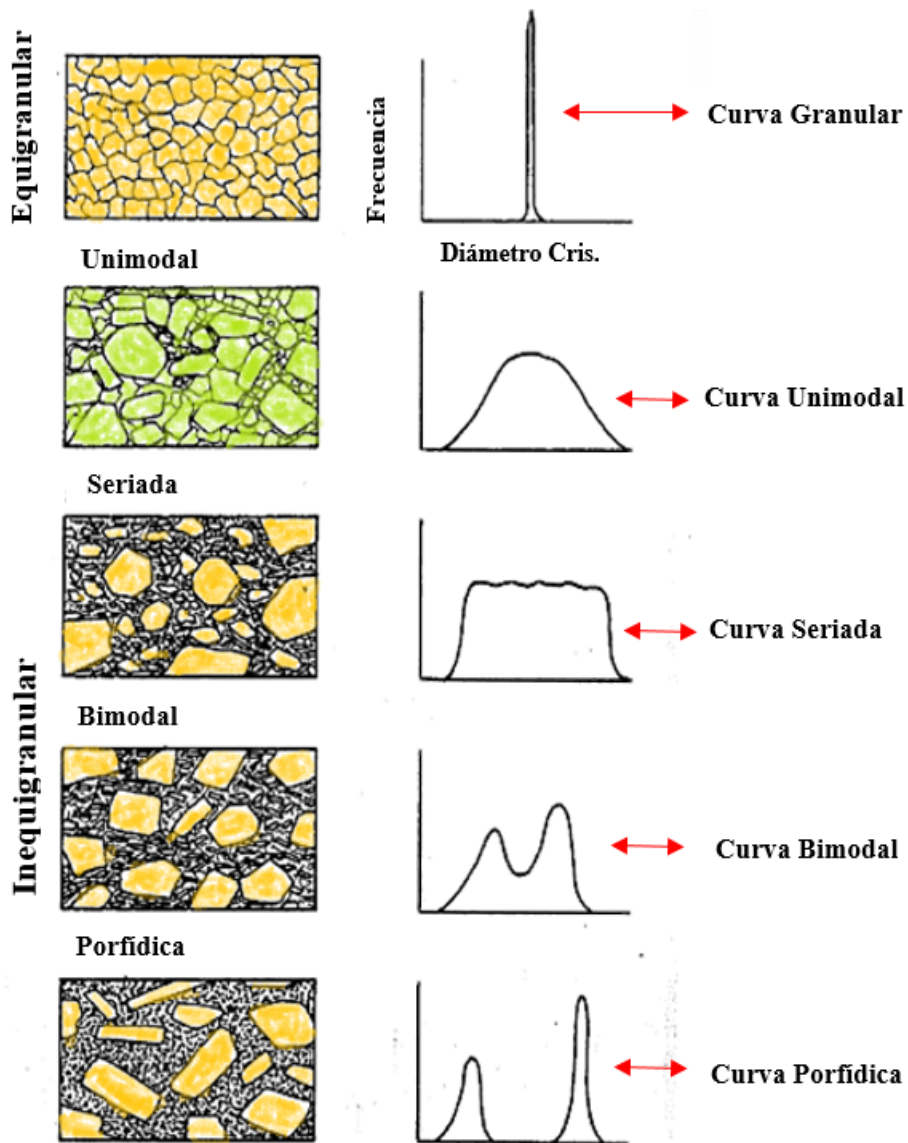 Equigranular
Frecuencia
Curva Granular
Diámetro Cris.
Unimodal
Curva Unimodal
Seriada
Curva Seriada
Inequigranular
Bimodal
Curva Bimodal
Porfídica
Curva Porfídica